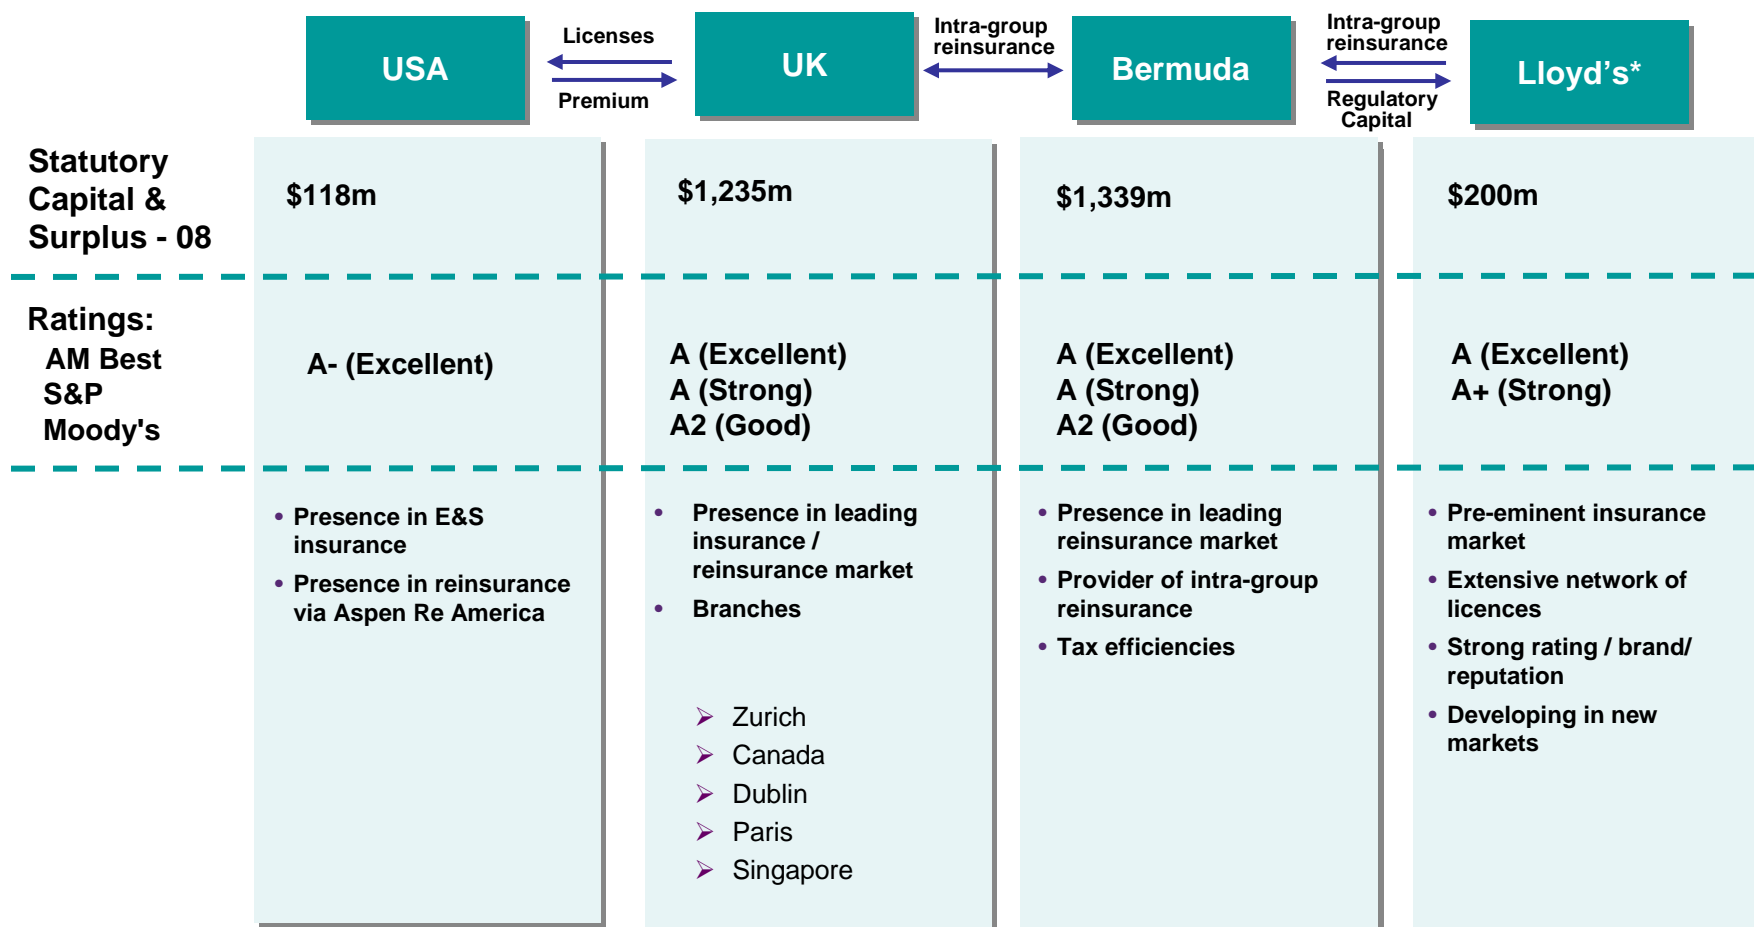 USA
Licenses
Premium
UK
Intra-group
reinsurance
Bermuda
Intra-group
reinsurance
Regulatory
Capital
Lloyd's*
Statutory
Capital &
Surplus - 08
$118m
$1,235m
$1,339m
$200m
Ratings:
AM Best
S&P
Moody's
A- (Excellent)
A (Excellent)
A (Strong)
A2 (Good)
A (Excellent)
A (Strong)
A2 (Good)
A (Excellent)
A+ (Strong)
• Presence in E&S
insurance
• Presence in reinsurance
via Aspen Re America
• Presence in leading
insurance /
reinsurance market
• Branches
➢ Zurich
➢ Canada
➢ Dublin
➢ Paris
➢ Singapore
• Presence in leading
reinsurance market
• Provider of intra-group
reinsurance
• Tax efficiencies
• Pre-eminent insurance
market
• Extensive network of
licences
• Strong rating / brand/
reputation
• Developing in new
markets